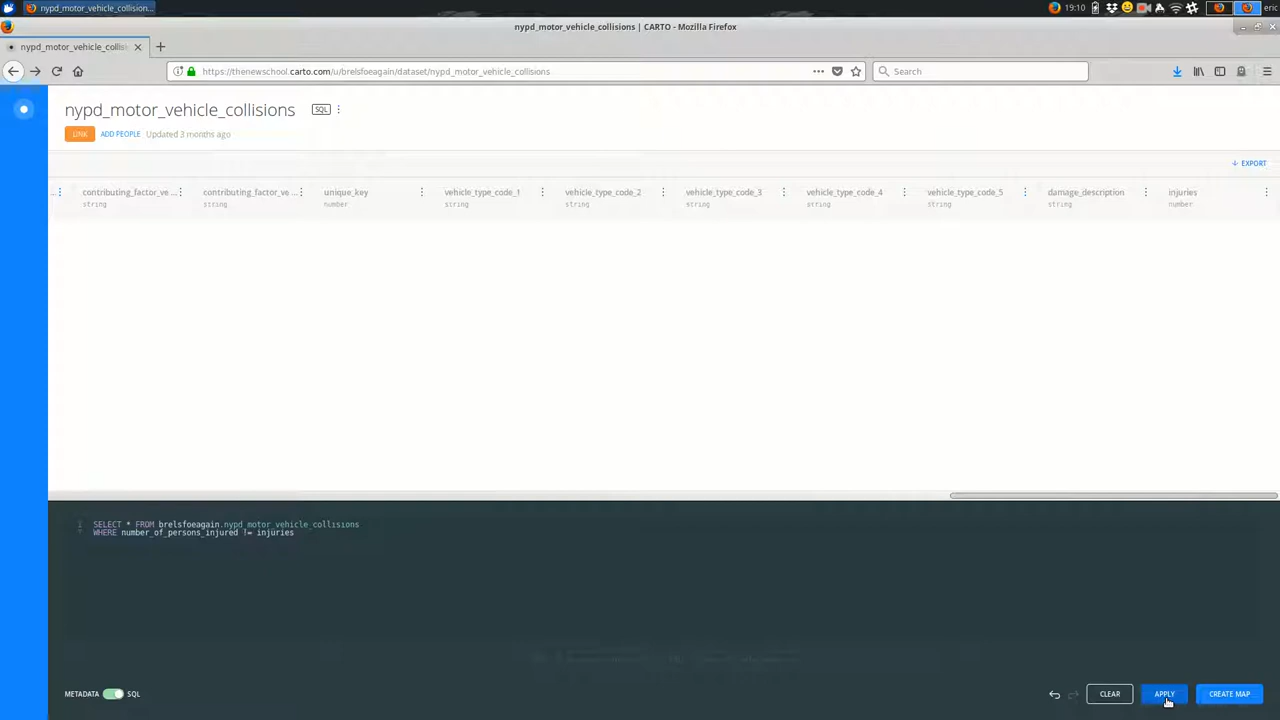 nypd_motor_vehicle_collision...
19:10
eric
nypd_motor_vehicle_collisions | CARTO - Mozilla Firefox
nypd_motor_vehicle_collis
https://thenewschool.carto.com/u/brelsfoeagain/dataset/nypd_motor_vehicle_collisions
Search
nypd_motor_vehicle_collisions SQL
LINK ADD PEOPLE Updated 3 months ago
EXPORT
... contributing_factor_ve ... contributing_factor_ve ... unique_key vehicle_type_code_1 vehicle_type_code_2 vehicle_type_code_3 vehicle_type_code_4 vehicle_type_code_5 damage_description injuries
string string number string string string string string string number
SELECT * FROM brelsfoeagain.nypd_motor_vehicle_collisions
WHERE number_of_persons_injured != injuries
METADATA SQL CLEAR APPLY CREATE MAP